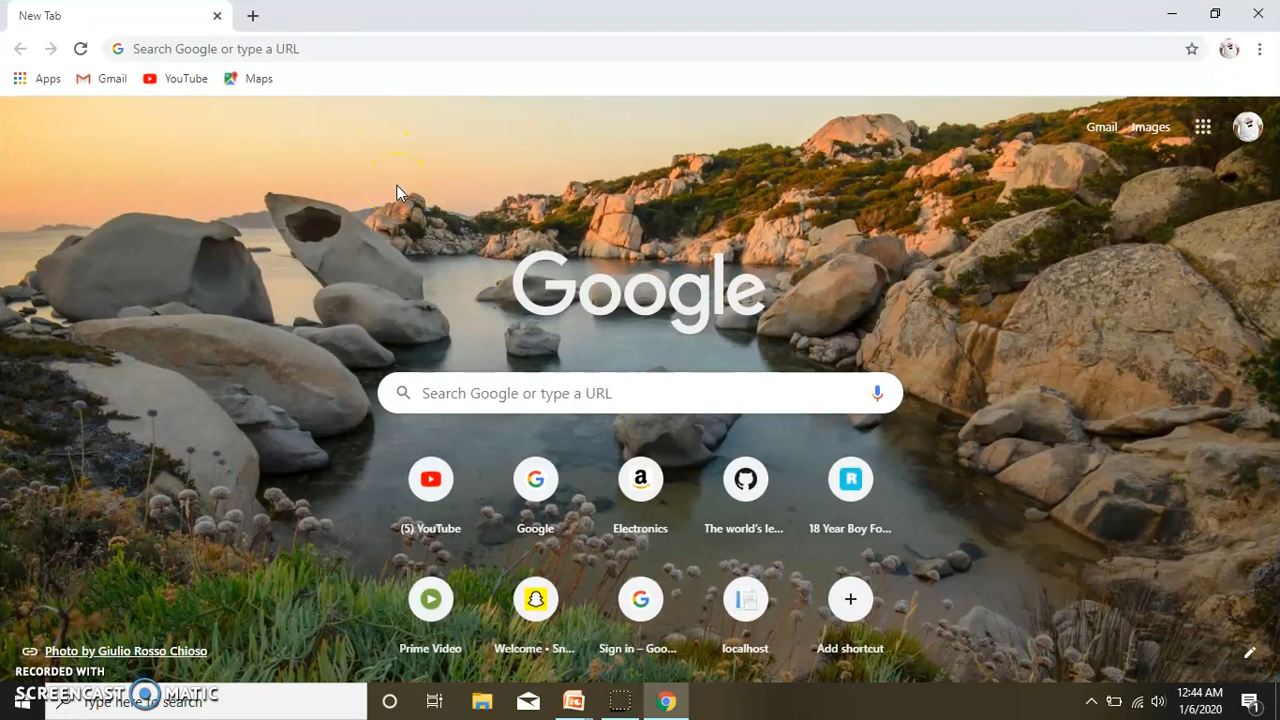 New Tab
Search Google or type a URL
Apps Gmail YouTube Maps
Gmail Images
Google
Search Google or type a URL
(5) YouTube Google Electronics The world's le... 18 Year Boy Fo...
Prime Video Welcome • Sn... Sign in – Goo... localhost Add shortcut
Photo by Giulio Rosso Chioso
RECORDED WITH
SCREENCAST MATIC
Type here to search
12:44 AM
1/6/2020